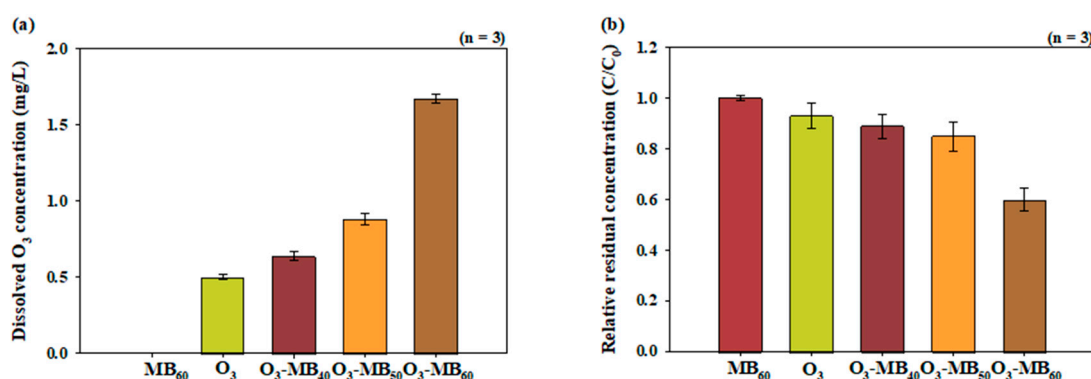 (a)
(n = 3)
Dissolved O₃ concentration (mg/L)
2.0
1.5
1.0
0.5
0.0
MB₆₀ O₃ O₃-MB₄₀ O₃-MB₅₀ O₃-MB₆₀
(b)
(n = 3)
Relative residual concentration (C/C₀)
1.2
1.0
0.8
0.6
0.4
0.2
0.0
MB₆₀ O₃ O₃-MB₄₀ O₃-MB₅₀ O₃-MB₆₀